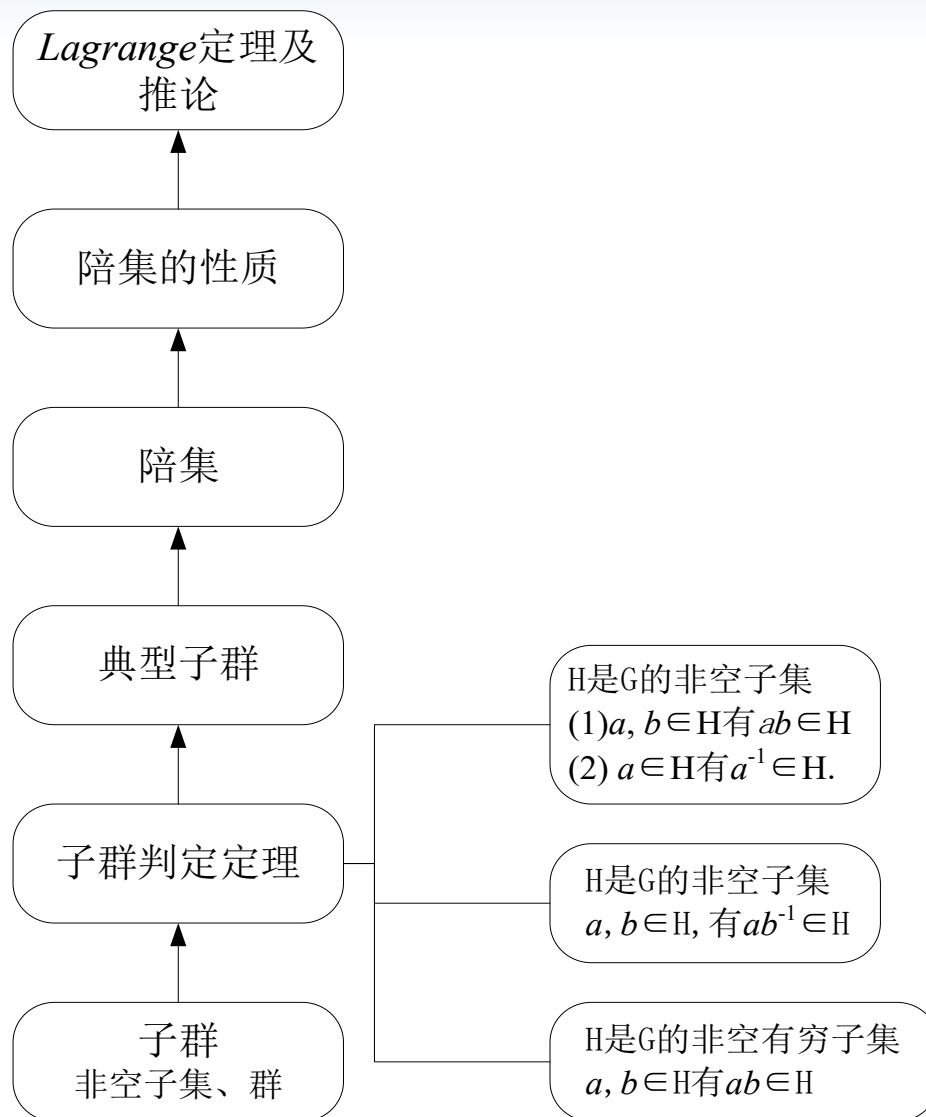 Lagrange定理及
推论
陪集的性质
陪集
典型子群
子群判定定理
子群
非空子集、群
H是G的非空子集
(1)a, b∈H有ab∈H
(2) a∈H有a⁻¹∈H.
H是G的非空子集
a, b∈H, 有ab⁻¹∈H
H是G的非空有穷子集
a, b∈H有ab∈H